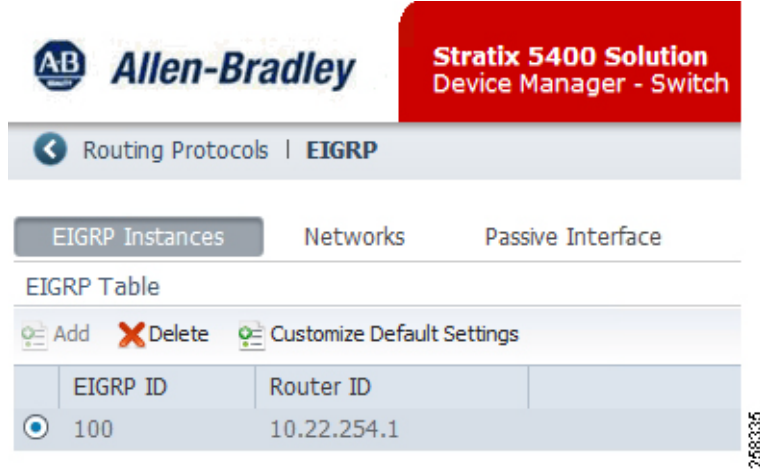 AB Allen-Bradley
Stratix 5400 Solution
Device Manager - Switch
Routing Protocols | EIGRP
EIGRP Instances Networks Passive Interface
EIGRP Table
Add Delete Customize Default Settings
EIGRP ID Router ID
100 10.22.254.1
258335